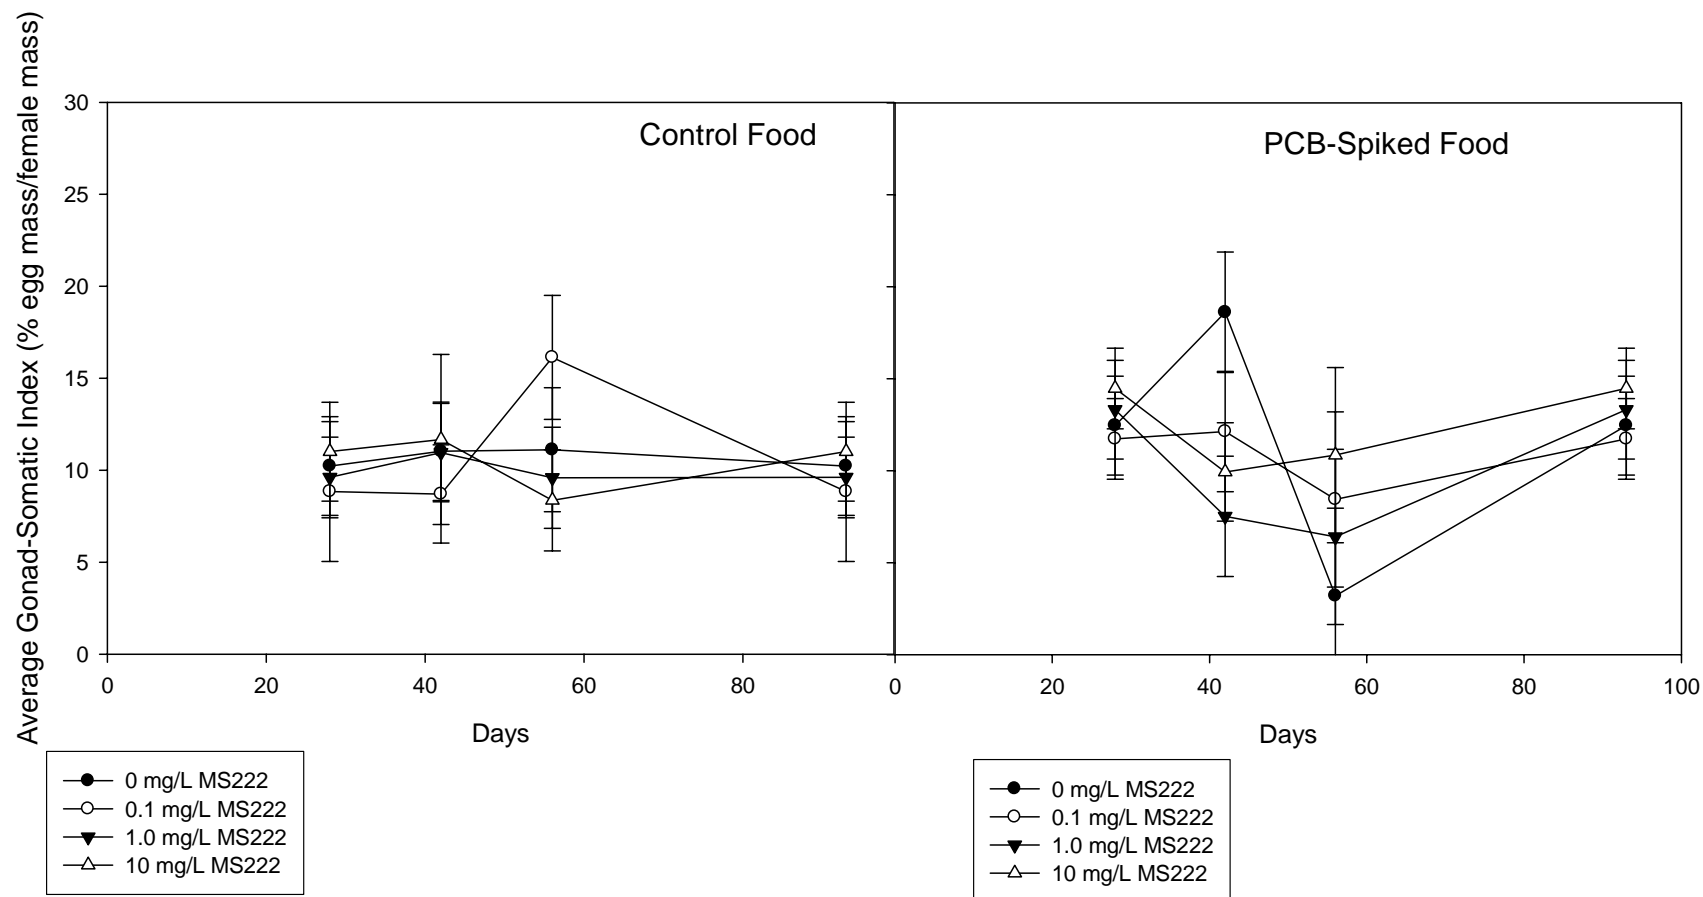 Average Gonad-Somatic Index (% egg mass/female mass)
30
25
20
15
10
5
0
Control Food
PCB-Spiked Food
0 20 40 60 80 0 20 40 60 80 100
Days
Days
0 mg/L MS222
0.1 mg/L MS222
1.0 mg/L MS222
10 mg/L MS222
0 mg/L MS222
0.1 mg/L MS222
1.0 mg/L MS222
10 mg/L MS222